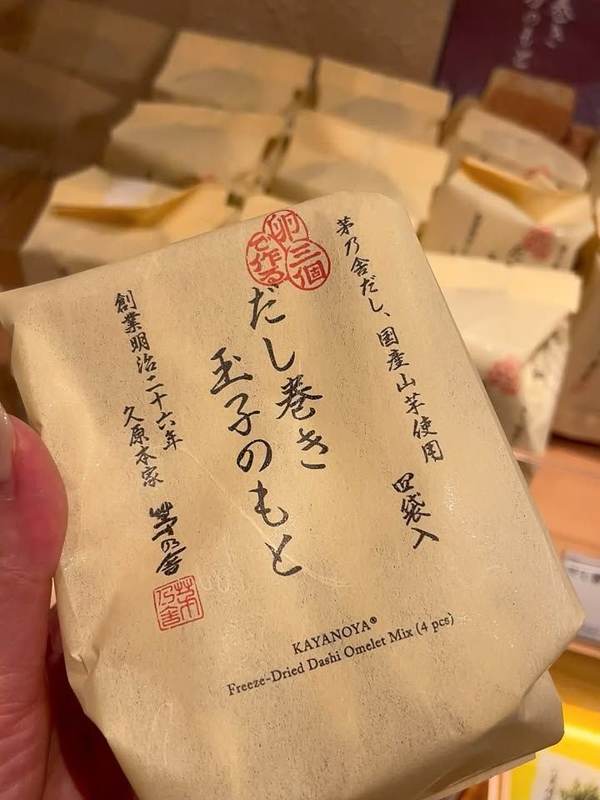 茅乃舎だし、国産山芋使用　四袋入
卵三個で作る
だし巻き
玉子のもと
創業明治二十六年
久原本家　茅乃舎
茅乃舎
KAYANOYA®
Freeze-Dried Dashi Omelet Mix (4 pcs)